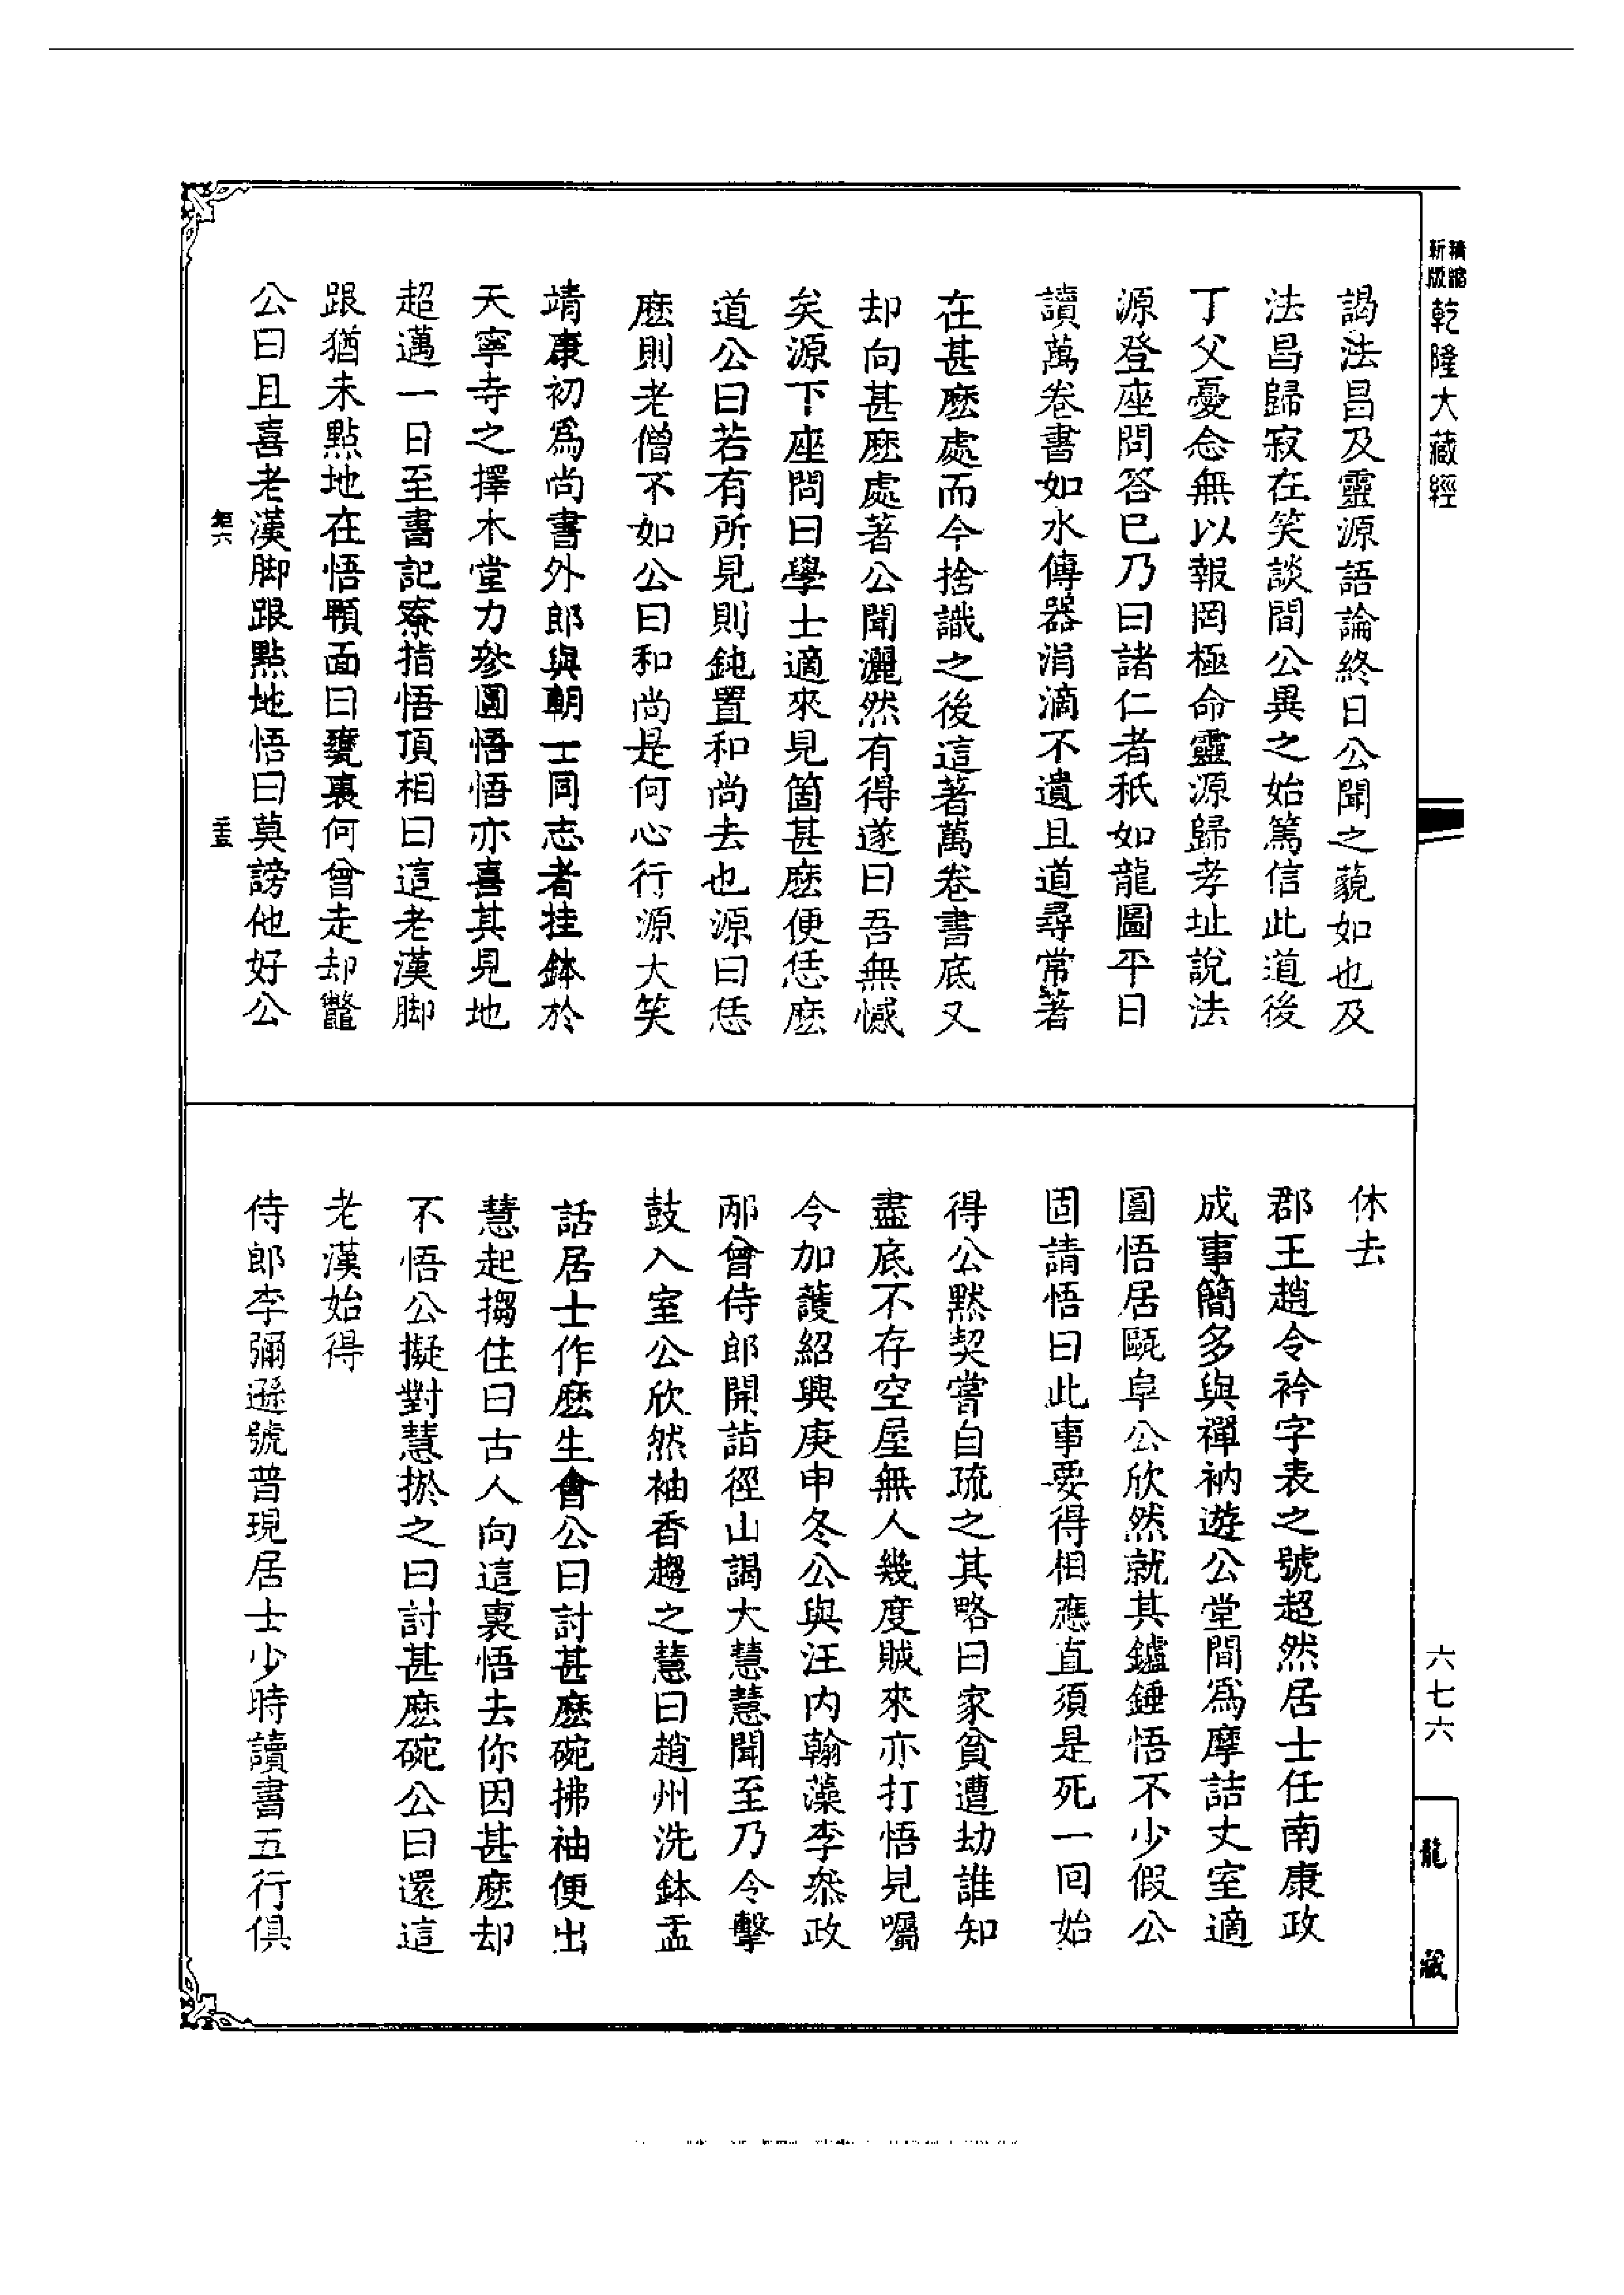 精縮
新版
乾隆大藏經
謁法昌及靈源語論終日公聞之藐如也及
法昌歸寂在笑談間公異之始篤信此道後
丁父憂念無以報罔極命靈源歸孝址說法
源登座問答已乃曰諸仁者秖如龍圖平日
讀萬卷書如水傳器涓滴不遺且道尋常著
在甚麽處而今捨識之後這著萬卷書底又
却向甚麽處著公聞灑然有得遂曰吾無憾
矣源下座問曰學士適來見箇甚麽便恁麽
道公曰若有所見則鈍置和尚去也源曰恁
麽則老僧不如公曰和尚是何心行源大笑
靖康初爲尚書外郎與朝士同志者挂鉢於
天寧寺之擇木堂力叅圓悟悟亦喜其見地
超邁一日至書記寮指悟頂相曰這老漢脚
跟猶未點地在悟䫌面曰甕裏何曾走却鼈
公曰且喜老漢脚跟點地悟曰莫謗他好公
矩六
主五
休去
郡王趙令衿字表之號超然居士任南康政
成事簡多與禪衲遊公堂間爲摩詰丈室適
圓悟居甌阜公欣然就其鑪錘悟不少假公
固請悟曰此事要得相應直須是死一回始
得公默契嘗自疏之其略曰家貧遭劫誰知
盡底不存空屋無人幾度賊來亦打悟見囑
令加護紹興庚申冬公與汪内翰藻李叅政
邴曾侍郎開詣徑山謁大慧慧聞至乃令擊
鼓入室公欣然袖香趨之慧曰趙州洗鉢盂
話居士作麽生會公曰討甚麽碗拂袖便出
慧起搊住曰古人向這裏悟去你因甚麽却
不悟公擬對慧㧞之曰討甚麽碗公曰還這
老漢始得
侍郎李彌遜號普現居士少時讀書五行俱
六七六
龍藏